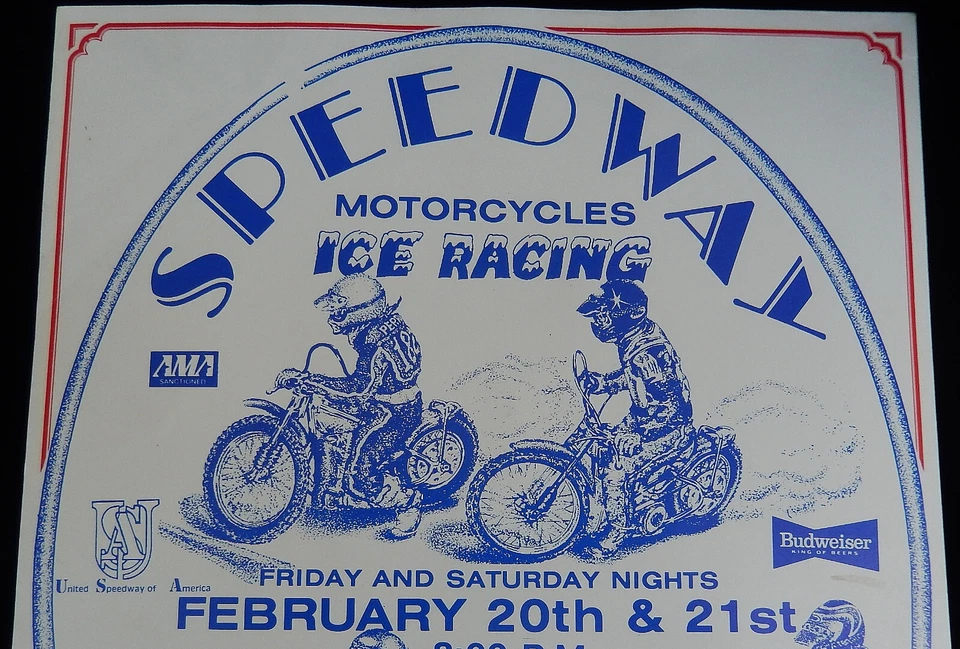 SPEEDWAY
MOTORCYCLES
ICE RACING
AMA
SANCTIONED
USA
United Speedway of America
Budweiser
KING OF BEERS
FRIDAY AND SATURDAY NIGHTS
FEBRUARY 20th & 21st